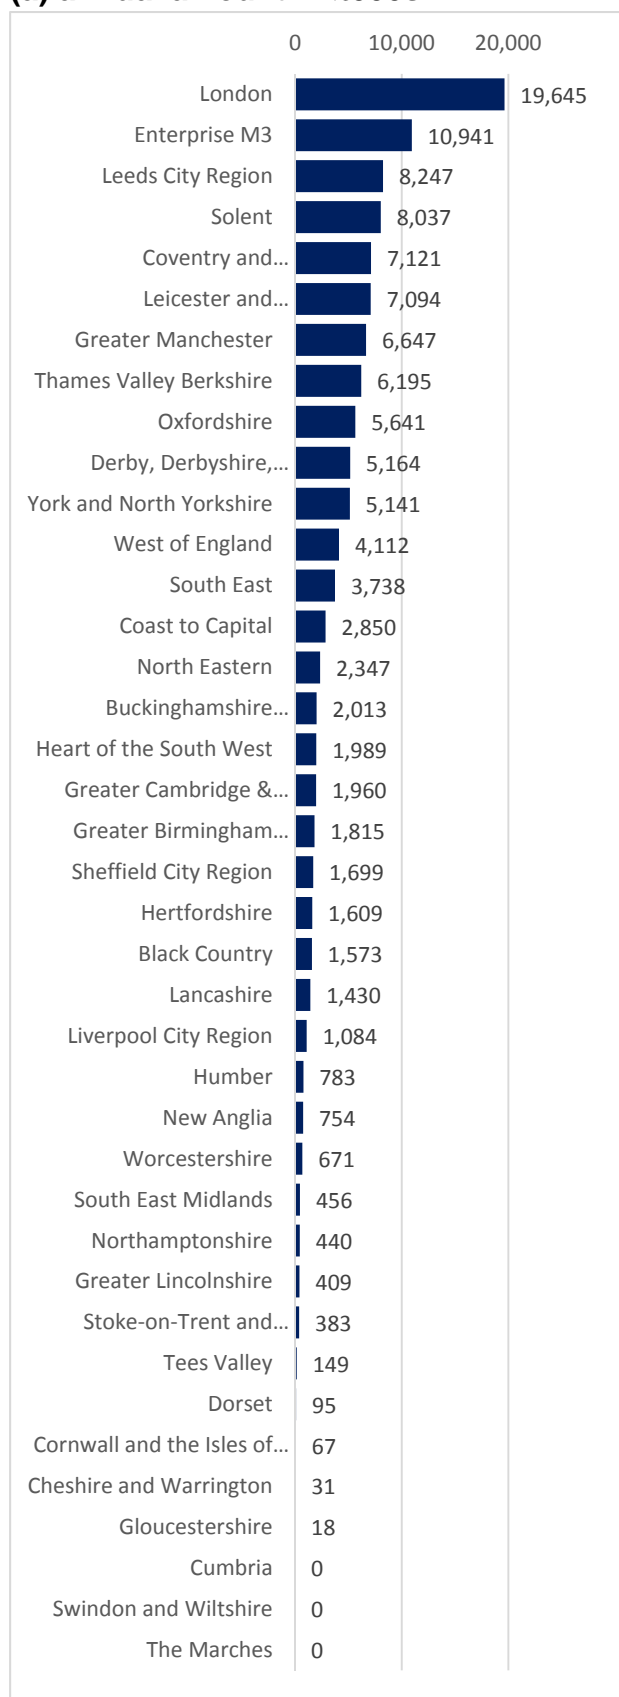 0 10,000 20,000
London 19,645
Enterprise M3 10,941
Leeds City Region 8,247
Solent 8,037
Coventry and... 7,121
Leicester and... 7,094
Greater Manchester 6,647
Thames Valley Berkshire 6,195
Oxfordshire 5,641
Derby, Derbyshire,... 5,164
York and North Yorkshire 5,141
West of England 4,112
South East 3,738
Coast to Capital 2,850
North Eastern 2,347
Buckinghamshire... 2,013
Heart of the South West 1,989
Greater Cambridge &... 1,960
Greater Birmingham... 1,815
Sheffield City Region 1,699
Hertfordshire 1,609
Black Country 1,573
Lancashire 1,430
Liverpool City Region 1,084
Humber 783
New Anglia 754
Worcestershire 671
South East Midlands 456
Northamptonshire 440
Greater Lincolnshire 409
Stoke-on-Trent and... 383
Tees Valley 149
Dorset 95
Cornwall and the Isles of... 67
Cheshire and Warrington 31
Gloucestershire 18
Cumbria 0
Swindon and Wiltshire 0
The Marches 0